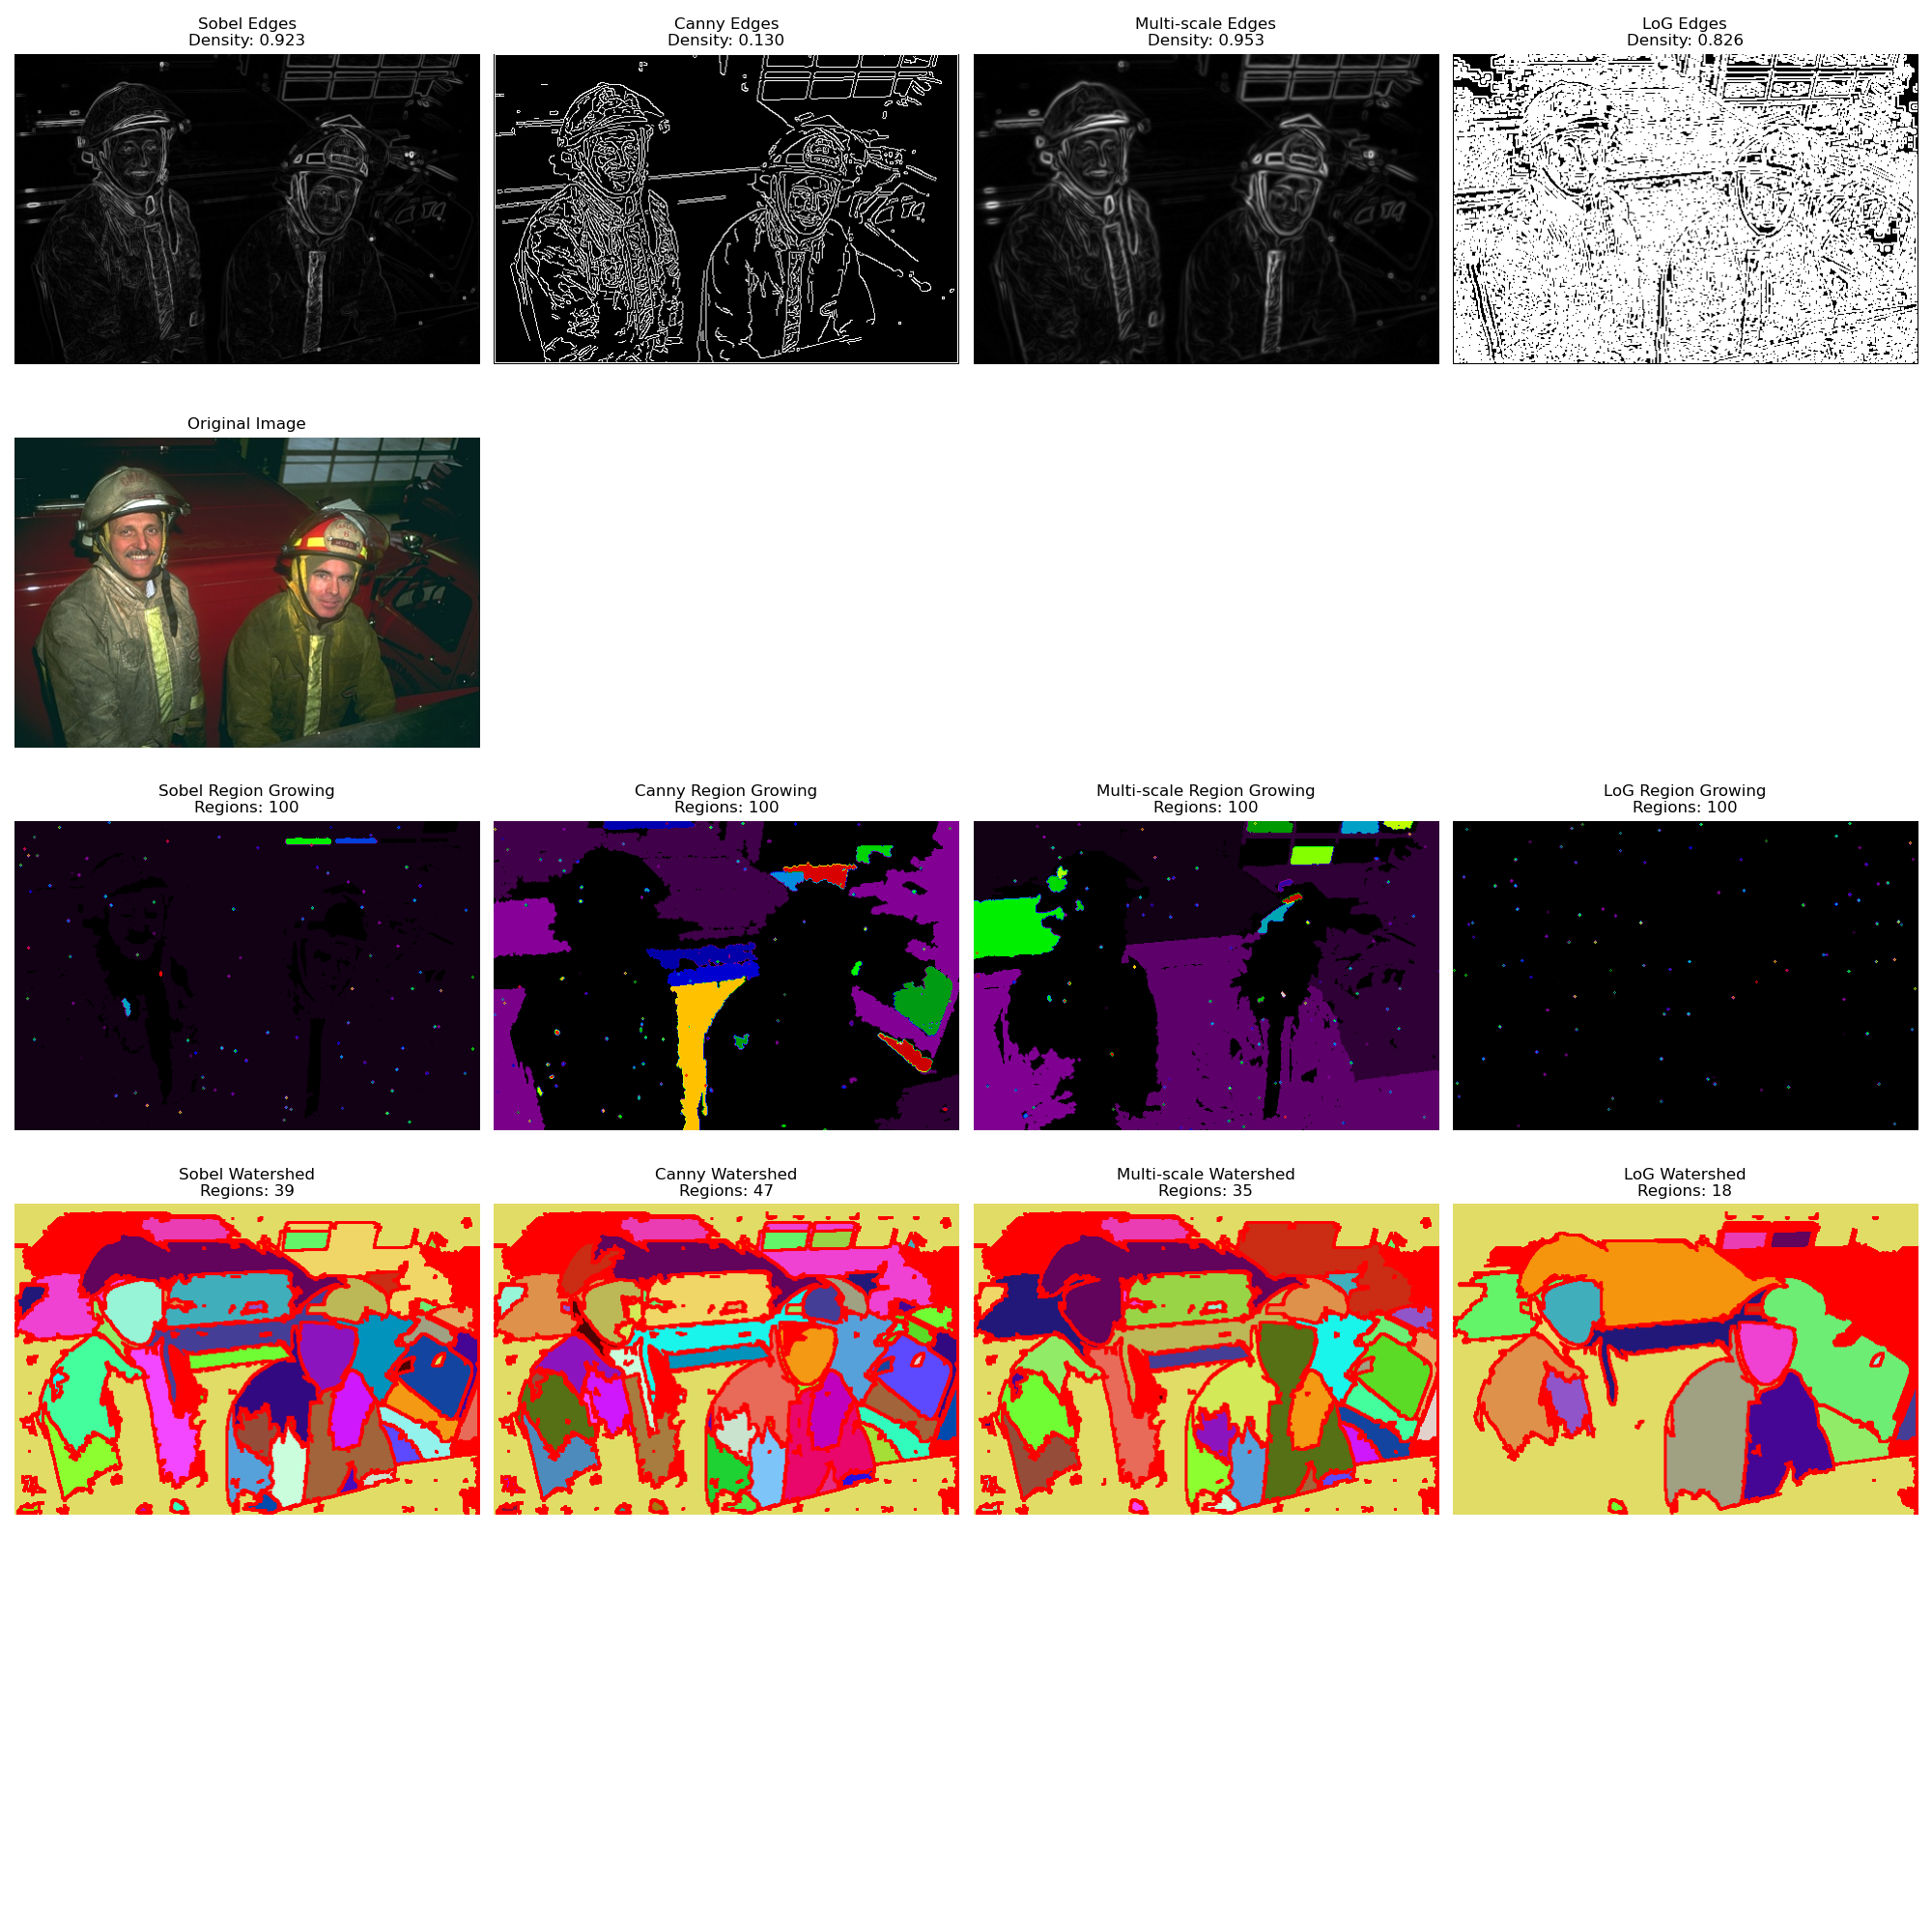 Sobel Edges
Density: 0.923
Canny Edges
Density: 0.130
Multi-scale Edges
Density: 0.953
LoG Edges
Density: 0.826
Original Image
Sobel Region Growing
Regions: 100
Canny Region Growing
Regions: 100
Multi-scale Region Growing
Regions: 100
LoG Region Growing
Regions: 100
Sobel Watershed
Regions: 39
Canny Watershed
Regions: 47
Multi-scale Watershed
Regions: 35
LoG Watershed
Regions: 18